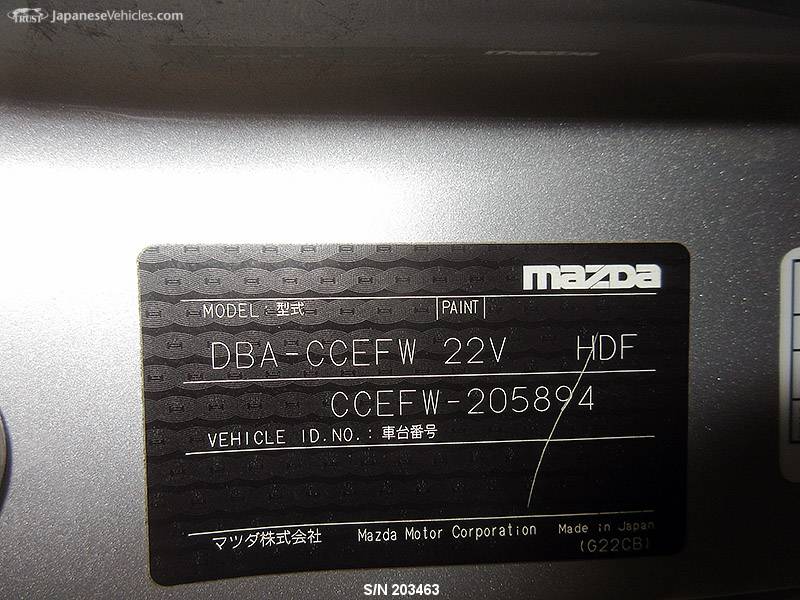 TRUST JapaneseVehicles.com
mazda
MODEL : 型式 PAINT
DBA-CCEFW 22V HDF
CCEFW-205894
VEHICLE ID.NO. : 車台番号
マツダ株式会社 Mazda Motor Corporation Made in Japan
(G22CB)
S/N 203463